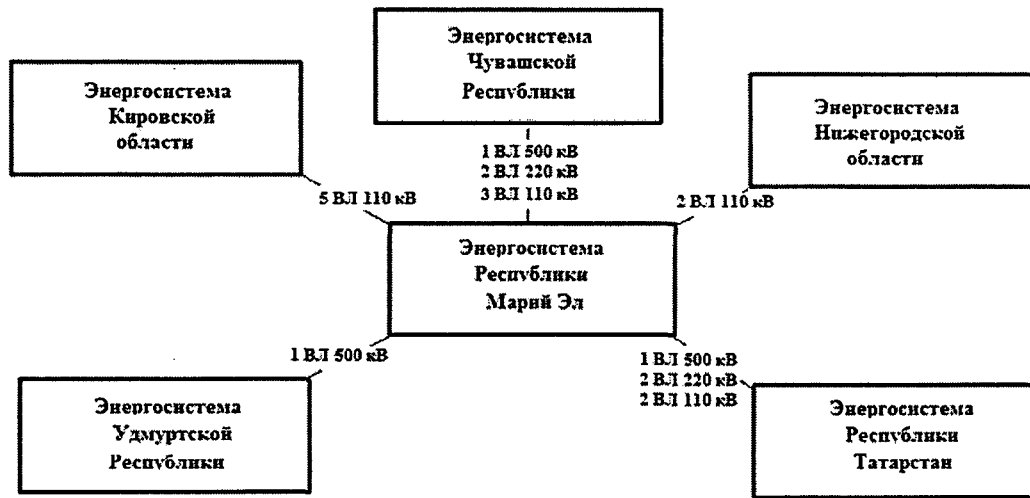 Энергосистема
Чувашской
Республики
Энергосистема
Кировской
области
Энергосистема
Нижегородской
области
1 ВЛ 500 кВ
2 ВЛ 220 кВ
3 ВЛ 110 кВ
5 ВЛ 110 кВ
2 ВЛ 110 кВ
Энергосистема
Республики
Марий Эл
1 ВЛ 500 кВ
1 ВЛ 500 кВ
2 ВЛ 220 кВ
2 ВЛ 110 кВ
Энергосистема
Удмуртской
Республики
Энергосистема
Республики
Татарстан